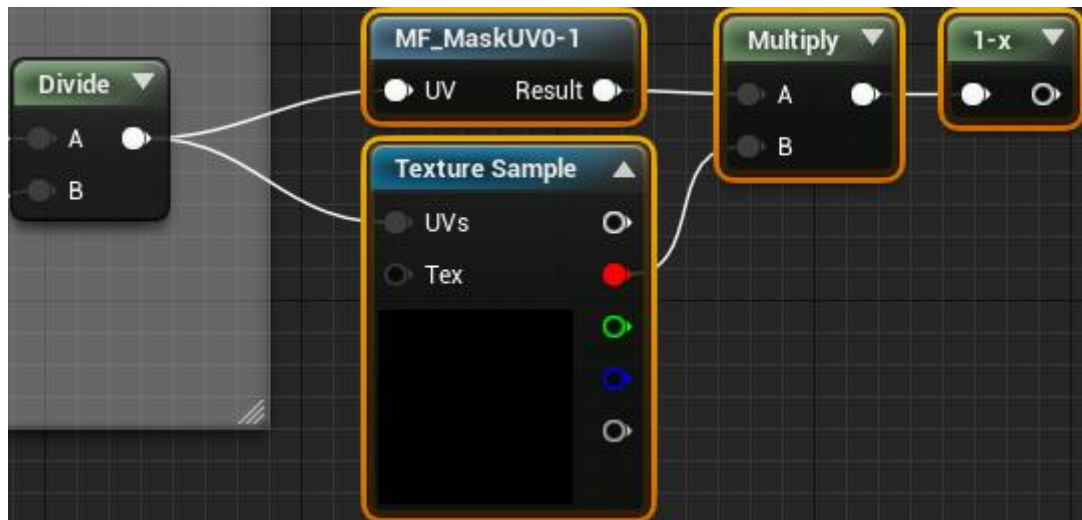 Divide
A
B
MF_MaskUV0-1
UV Result
Texture Sample
UVs
Tex
Multiply
A
B
1-x